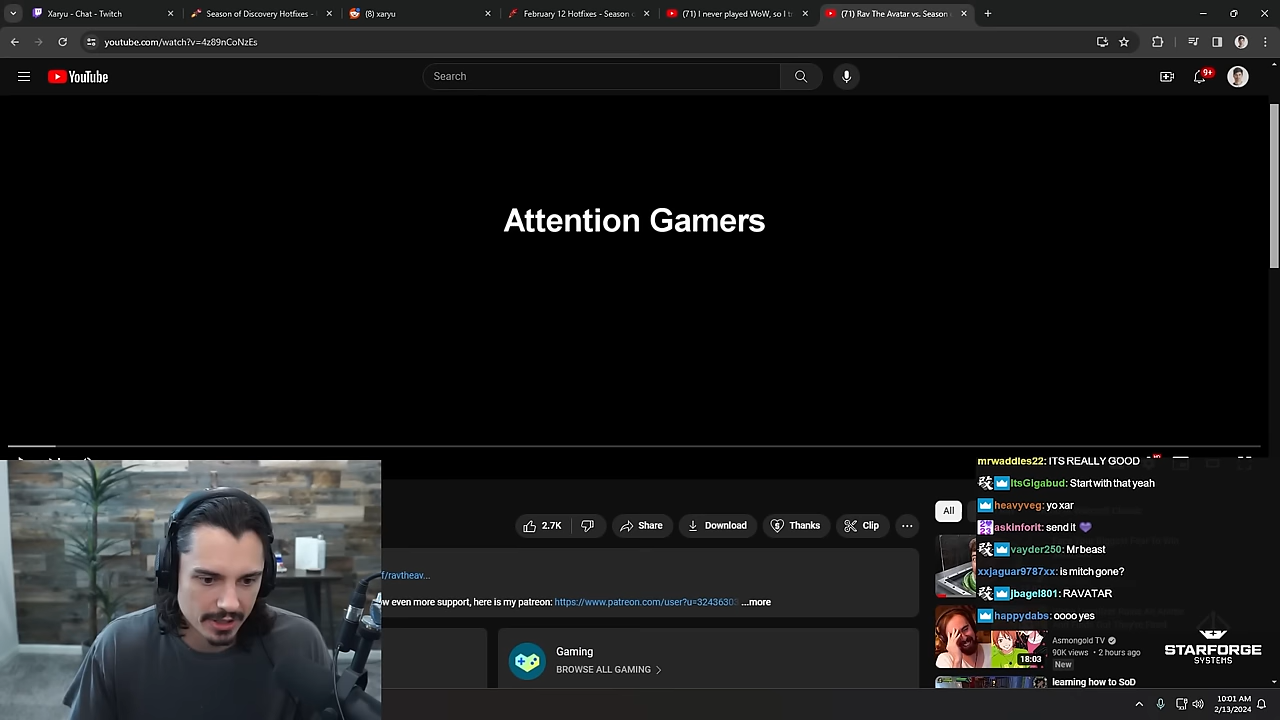 Xaryu - Chat - Twitch
Season of Discovery Hotfixes -
(8) xaryu
February 12 Hotfixes - Season
(71) I never played WoW, so I
(71) Rav The Avatar vs. Season
youtube.com/watch?v=4z89nCoNzEs
YouTube
Search
9+
Attention Gamers
mrwaddles22: ITS REALLY GOOD
ItsGIgabud: Start with that yeah
heavyveg: yo xar
askinforit: send it
vayder250: Mrbeast
xxjaguar9787xx: is mitch gone?
jbagel801: RAVATAR
happydabs: oooo yes
2.7K
Share
Download
Thanks
Clip
All
f/ravtheav...
w even more support, here is my patreon: https://www.patreon.com/user?u=3243630 ...more
Gaming
BROWSE ALL GAMING
18:03
Asmongold TV
90K views • 2 hours ago
New
learning how to SoD
STARFORGE
SYSTEMS
10:01 AM
2/13/2024